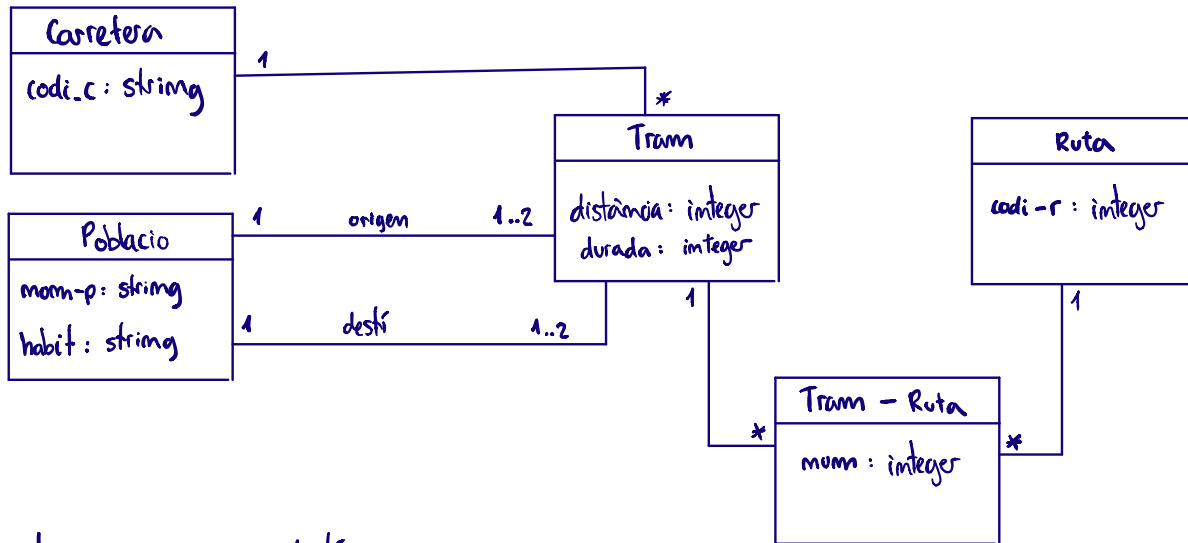 Carretera
codi_c : string
1
*
Tram
distància : integer
durada : integer
Ruta
codi-r : integer
1
origen
1..2
Poblacio
nom-p : string
habit : string
1
destí
1..2
1
1
Tram - Ruta
*
*
num : integer